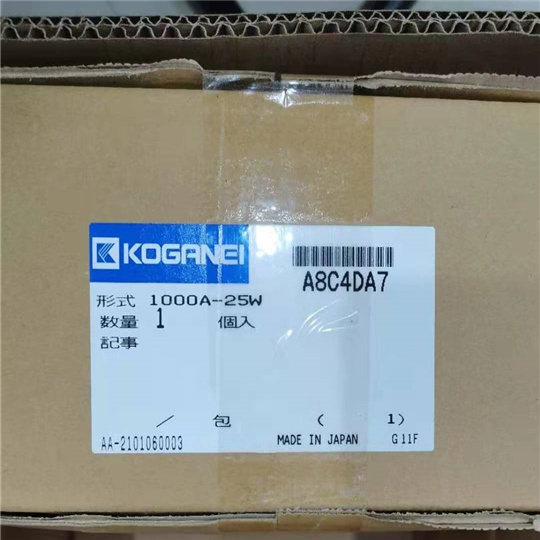 KOGANEI
A8C4DA7
形式 1000A-25W
数量 1 個入
記事
/ 包 ( 1)
AA-2101060003 MADE IN JAPAN G11F